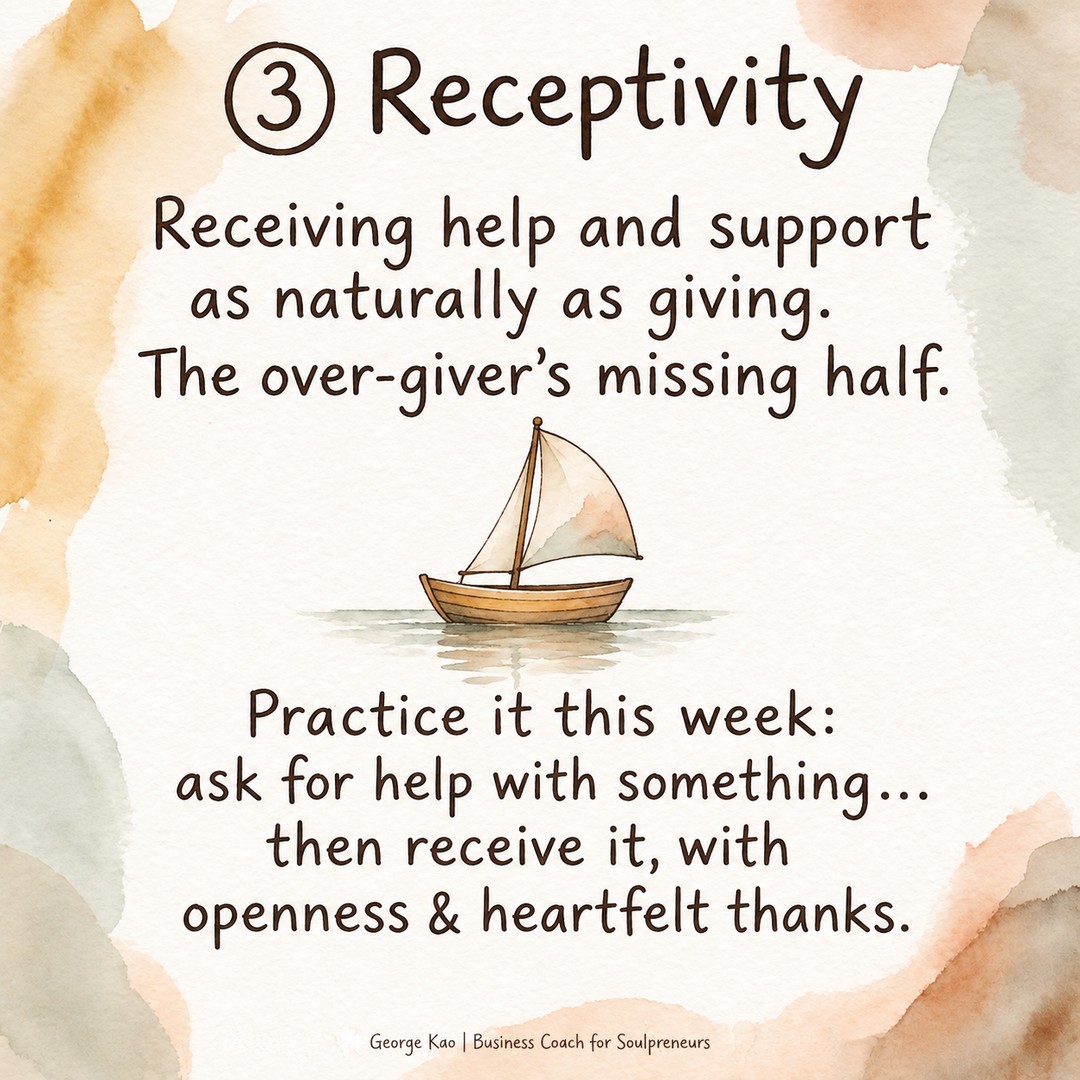 ③ Receptivity
Receiving help and support
as naturally as giving.
The over-giver’s missing half.
Practice it this week:
ask for help with something...
then receive it, with
openness & heartfelt thanks.
George Kao | Business Coach for Soulpreneurs